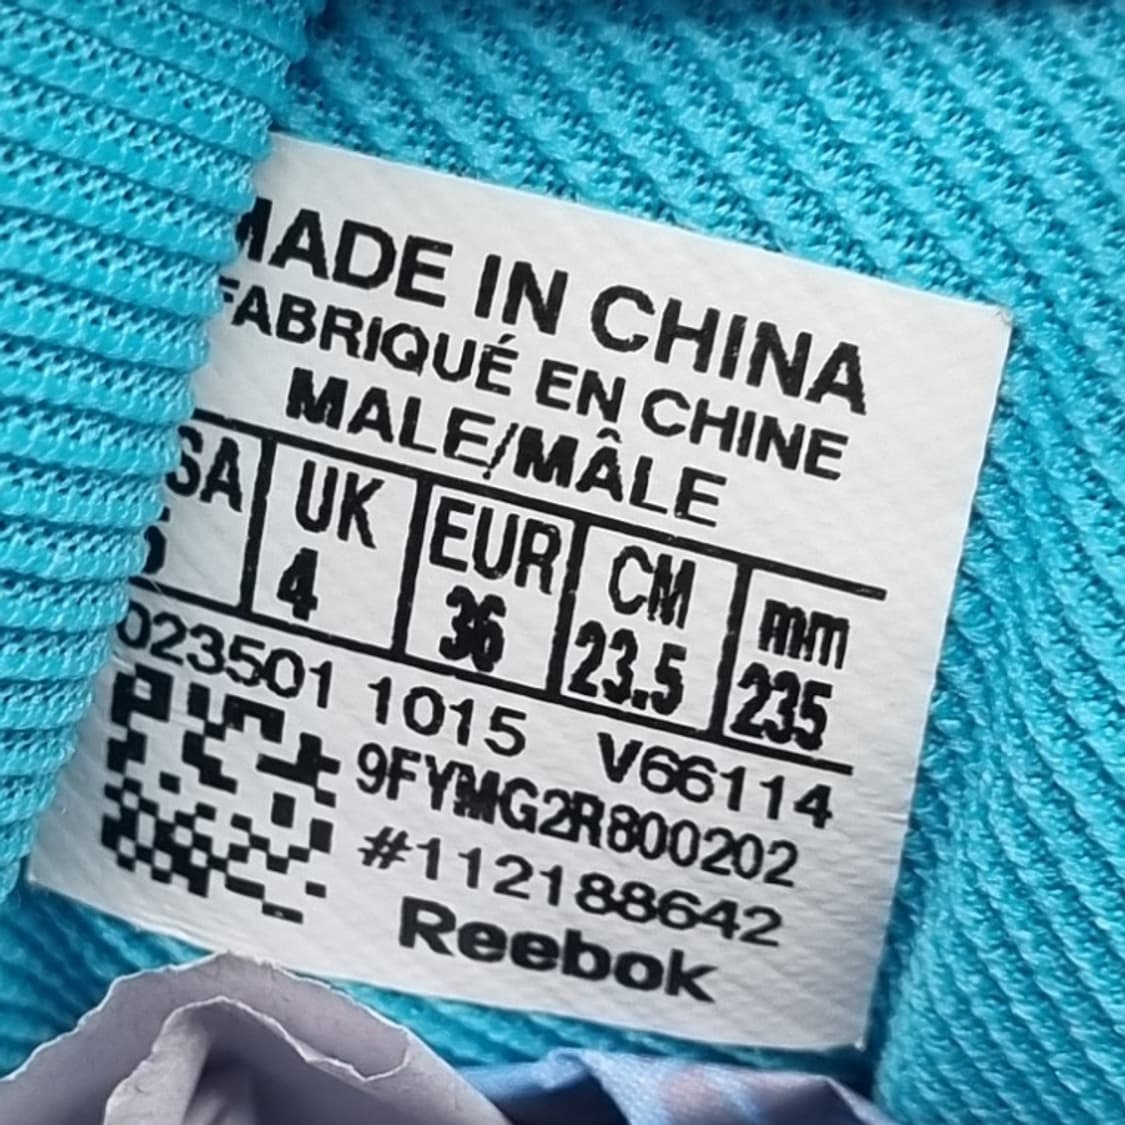 MADE IN CHINA
FABRIQUÉ EN CHINE
MALE/MÂLE
SA UK EUR CM mm
4 36 23.5 235
023501 1015 V66114
9FYMG2R800202
#112188642
Reebok